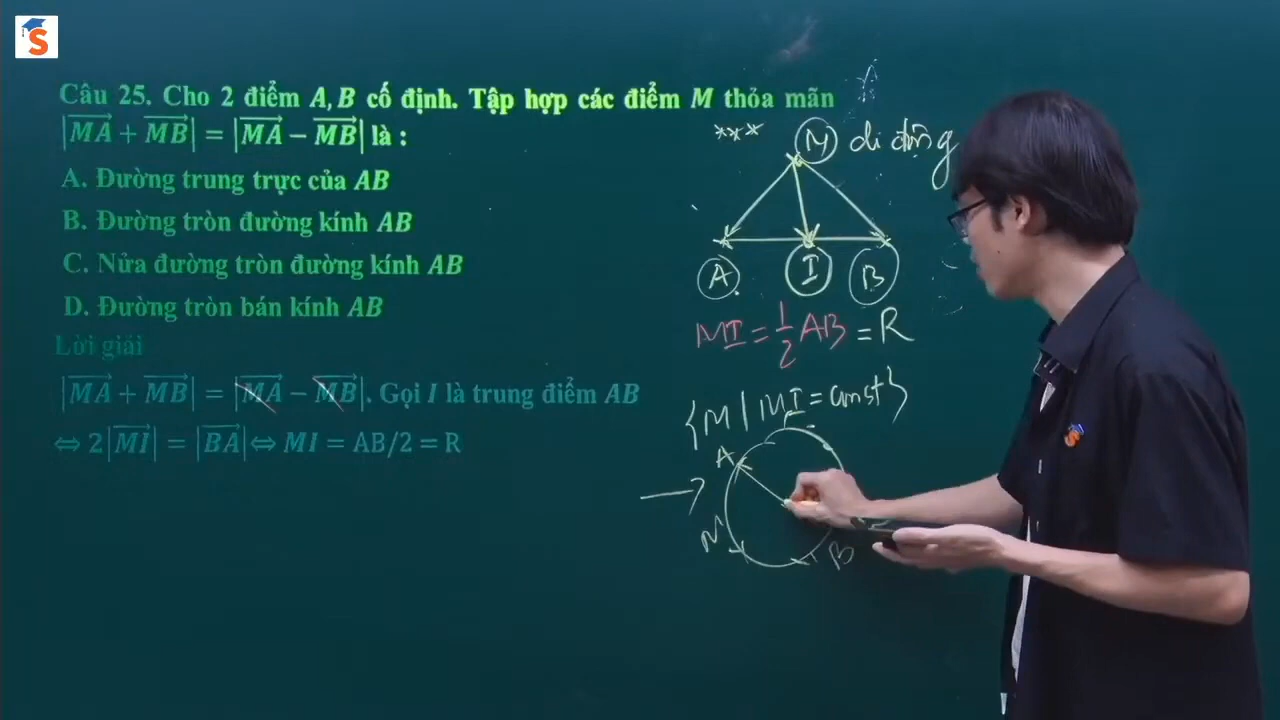 S
Câu 25. Cho 2 điểm A, B cố định. Tập hợp các điểm M thỏa mãn
|MA + MB| = |MA − MB| là :
A. Đường trung trực của AB
B. Đường tròn đường kính AB
C. Nửa đường tròn đường kính AB
D. Đường tròn bán kính AB
Lời giải
|MA + MB| = |MA − MB|. Gọi I là trung điểm AB
⇔ 2|MI| = |BA| ⇔ MI = AB/2 = R
*** M di động
A I B
MI = 1/2 AB = R
{M | MI = const}
A
M B
S